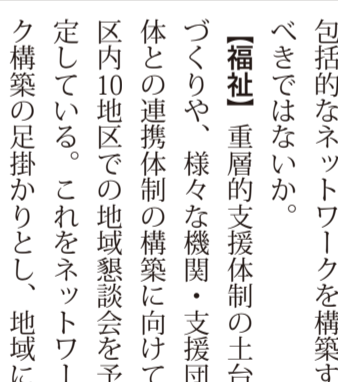 包括的なネットワークを構築す
べきではないか。
【福祉】重層的支援体制の土台
づくりや、様々な機関・支援団
体との連携体制の構築に向けて
区内10地区での地域懇談会を予
定している。これをネットワー
ク構築の足掛かりとし、地域に